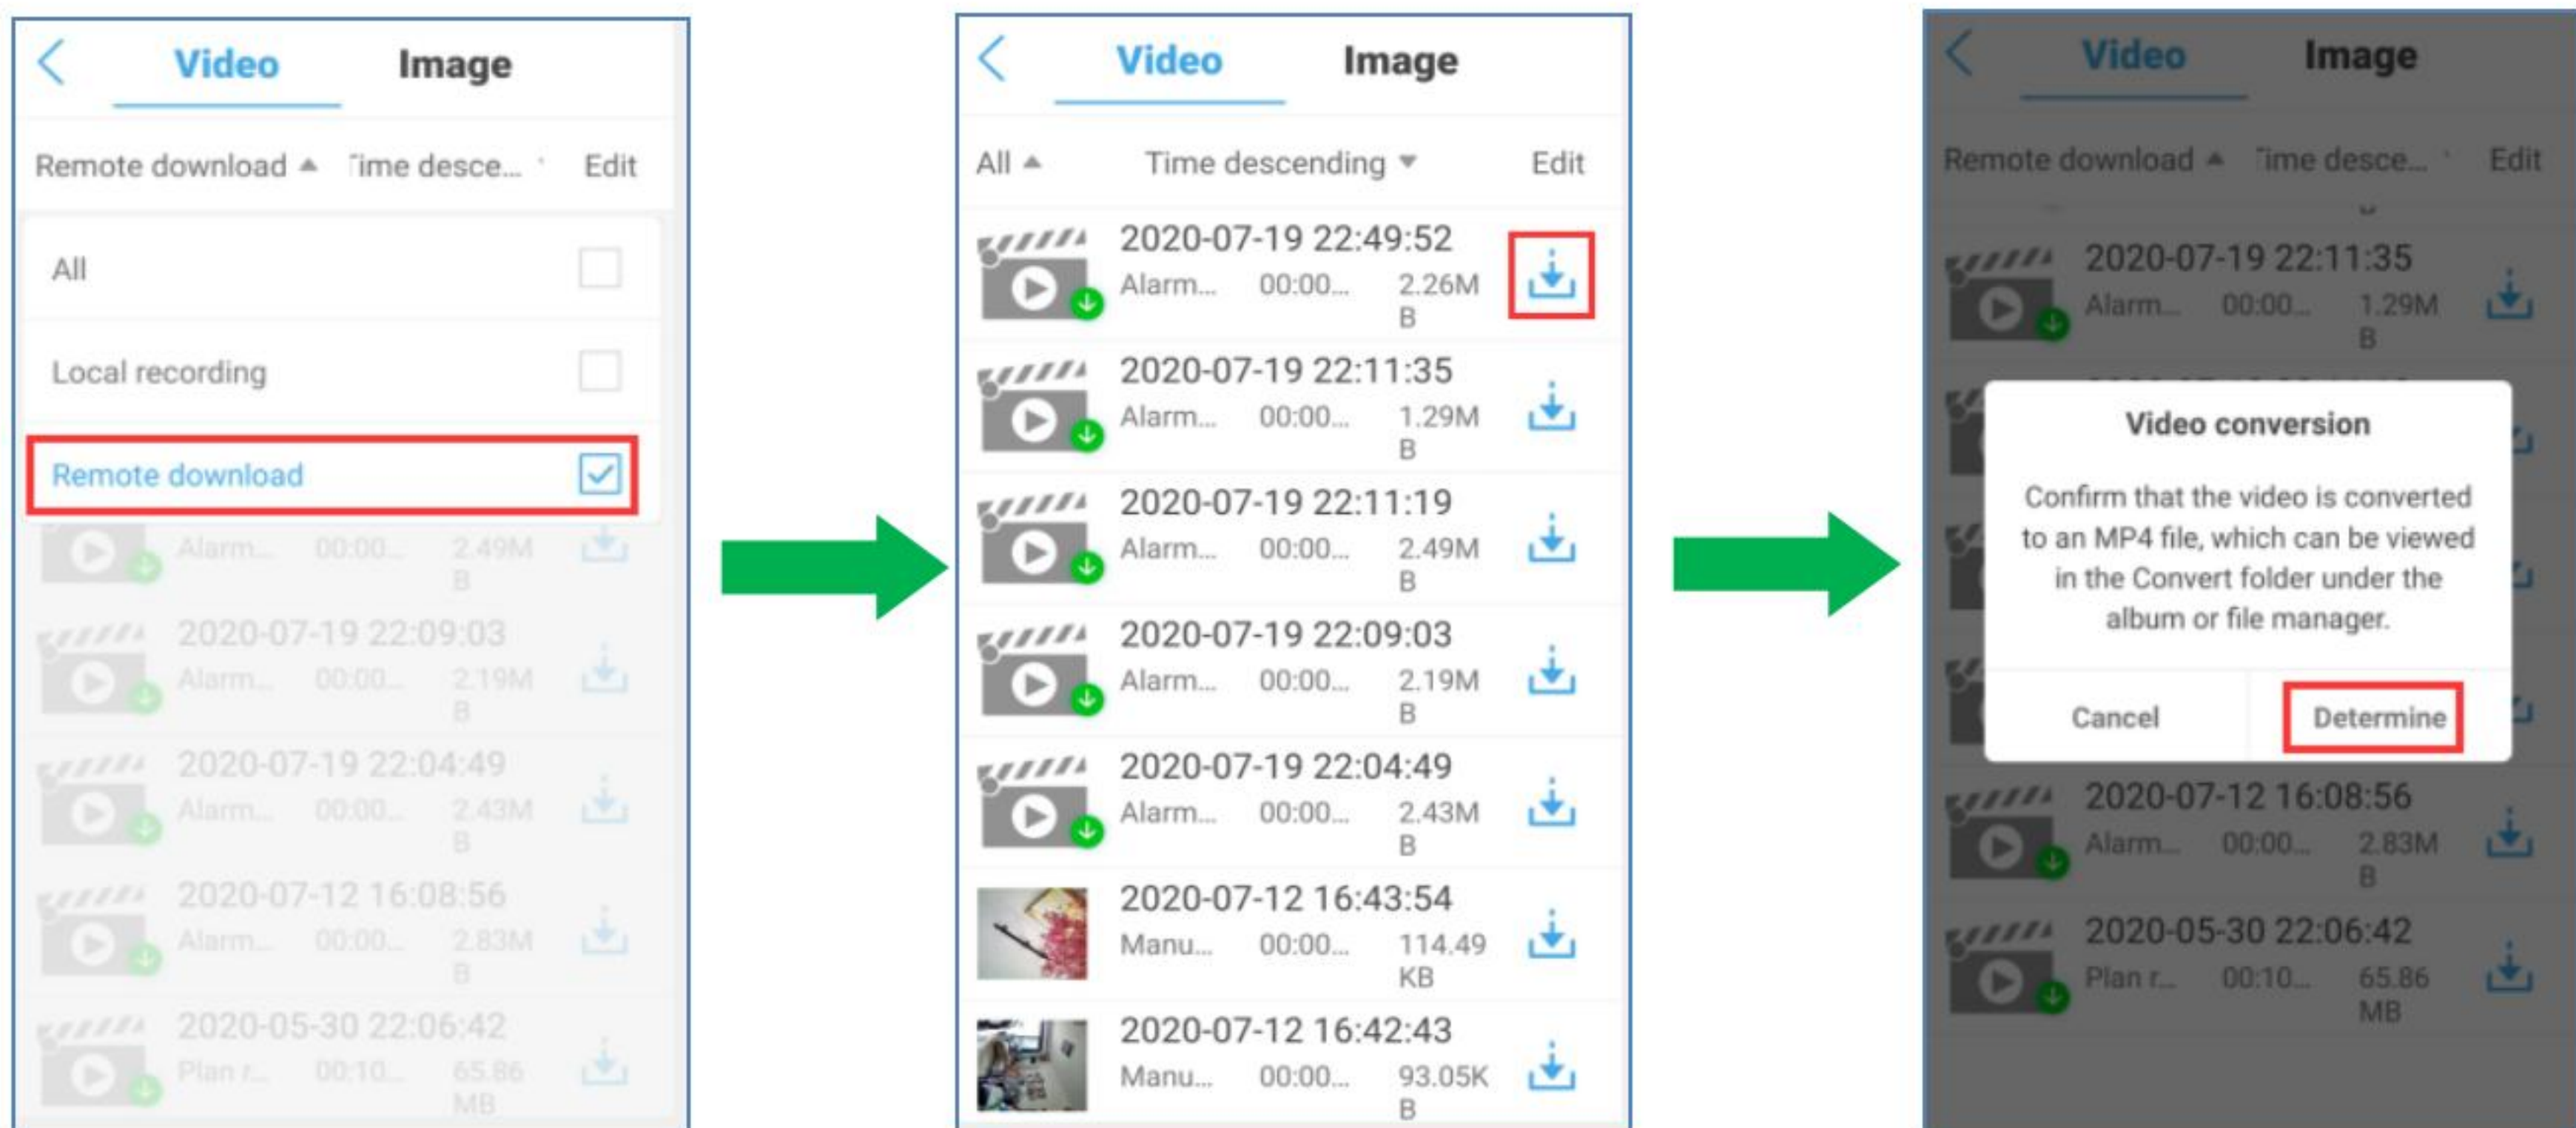 Video Image
Remote download ▲ Time desce... Edit
All
Local recording
Remote download
Alarm... 00:00... 2.49M
B
2020-07-19 22:09:03
Alarm... 00:00... 2.19M
B
2020-07-19 22:04:49
Alarm... 00:00... 2.43M
B
2020-07-12 16:08:56
Alarm... 00:00... 2.83M
B
2020-05-30 22:06:42
Plan r... 00:10... 65.86
MB
Video Image
All ▲ Time descending ▼ Edit
2020-07-19 22:49:52
Alarm... 00:00... 2.26M
B
2020-07-19 22:11:35
Alarm... 00:00... 1.29M
B
2020-07-19 22:11:19
Alarm... 00:00... 2.49M
B
2020-07-19 22:09:03
Alarm... 00:00... 2.19M
B
2020-07-19 22:04:49
Alarm... 00:00... 2.43M
B
2020-07-12 16:43:54
Manu... 00:00... 114.49
KB
2020-07-12 16:42:43
Manu... 00:00... 93.05K
B
Video Image
Remote download ▲ Time desce... Edit
2020-07-19 22:11:35
Alarm... 00:00... 1.29M
B
Video conversion
Confirm that the video is converted
to an MP4 file, which can be viewed
in the Convert folder under the
album or file manager.
Cancel Determine
2020-07-12 16:08:56
Alarm... 00:00... 2.83M
B
2020-05-30 22:06:42
Plan r... 00:10... 65.86
MB